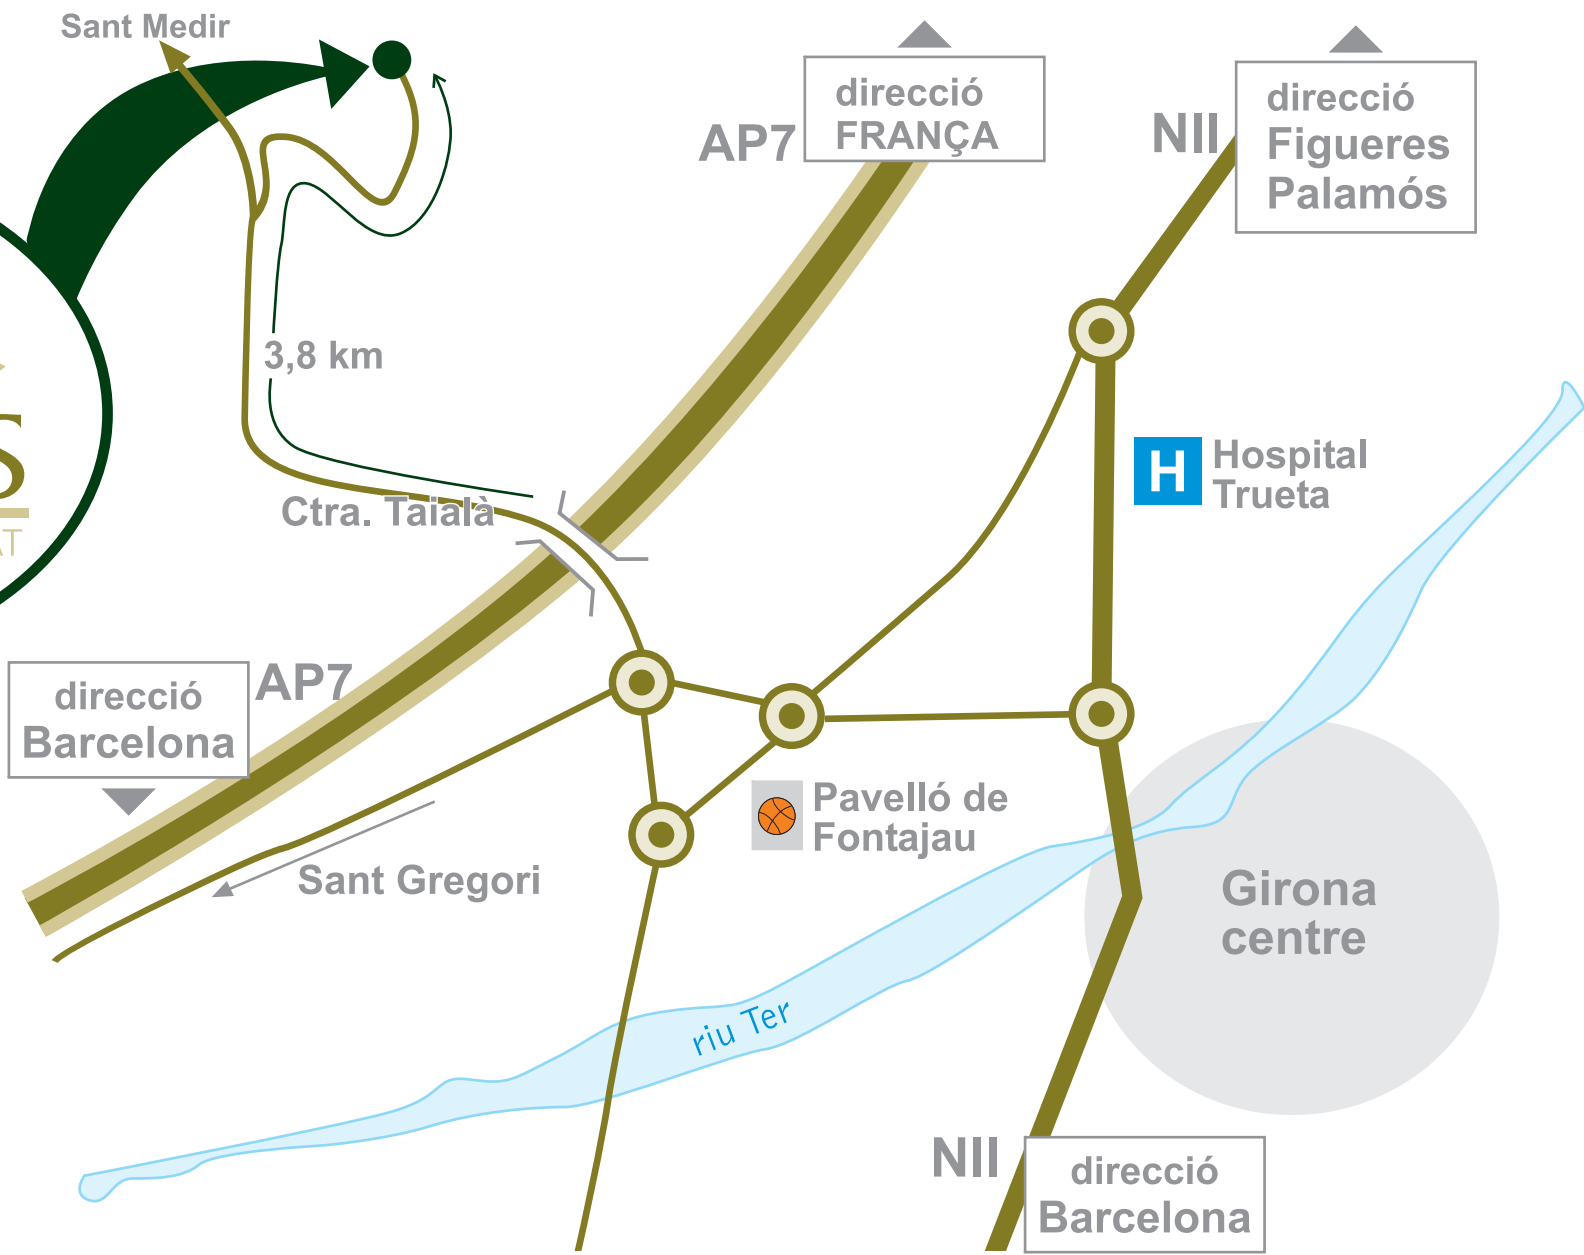 Sant Medir
direcció
FRANÇA
AP7
direcció
Figueres
Palamós
NII
3,8 km
S
AT
Ctra. Taialà
H
Hospital
Trueta
AP7
direcció
Barcelona
Pavelló de
Fontajau
Sant Gregori
Girona
centre
riu Ter
NII
direcció
Barcelona